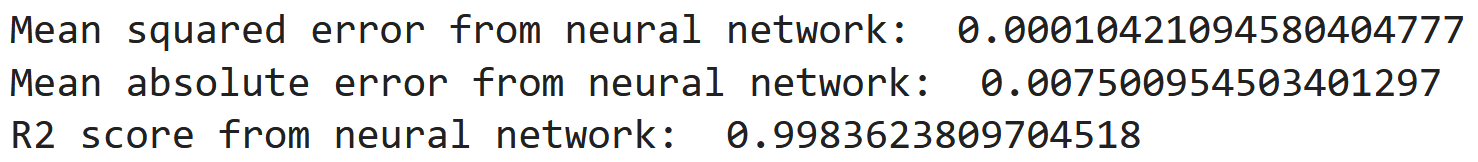 Mean squared error from neural network:  0.00010421094580404777
Mean absolute error from neural network:  0.007500954503401297
R2 score from neural network:  0.9983623809704518